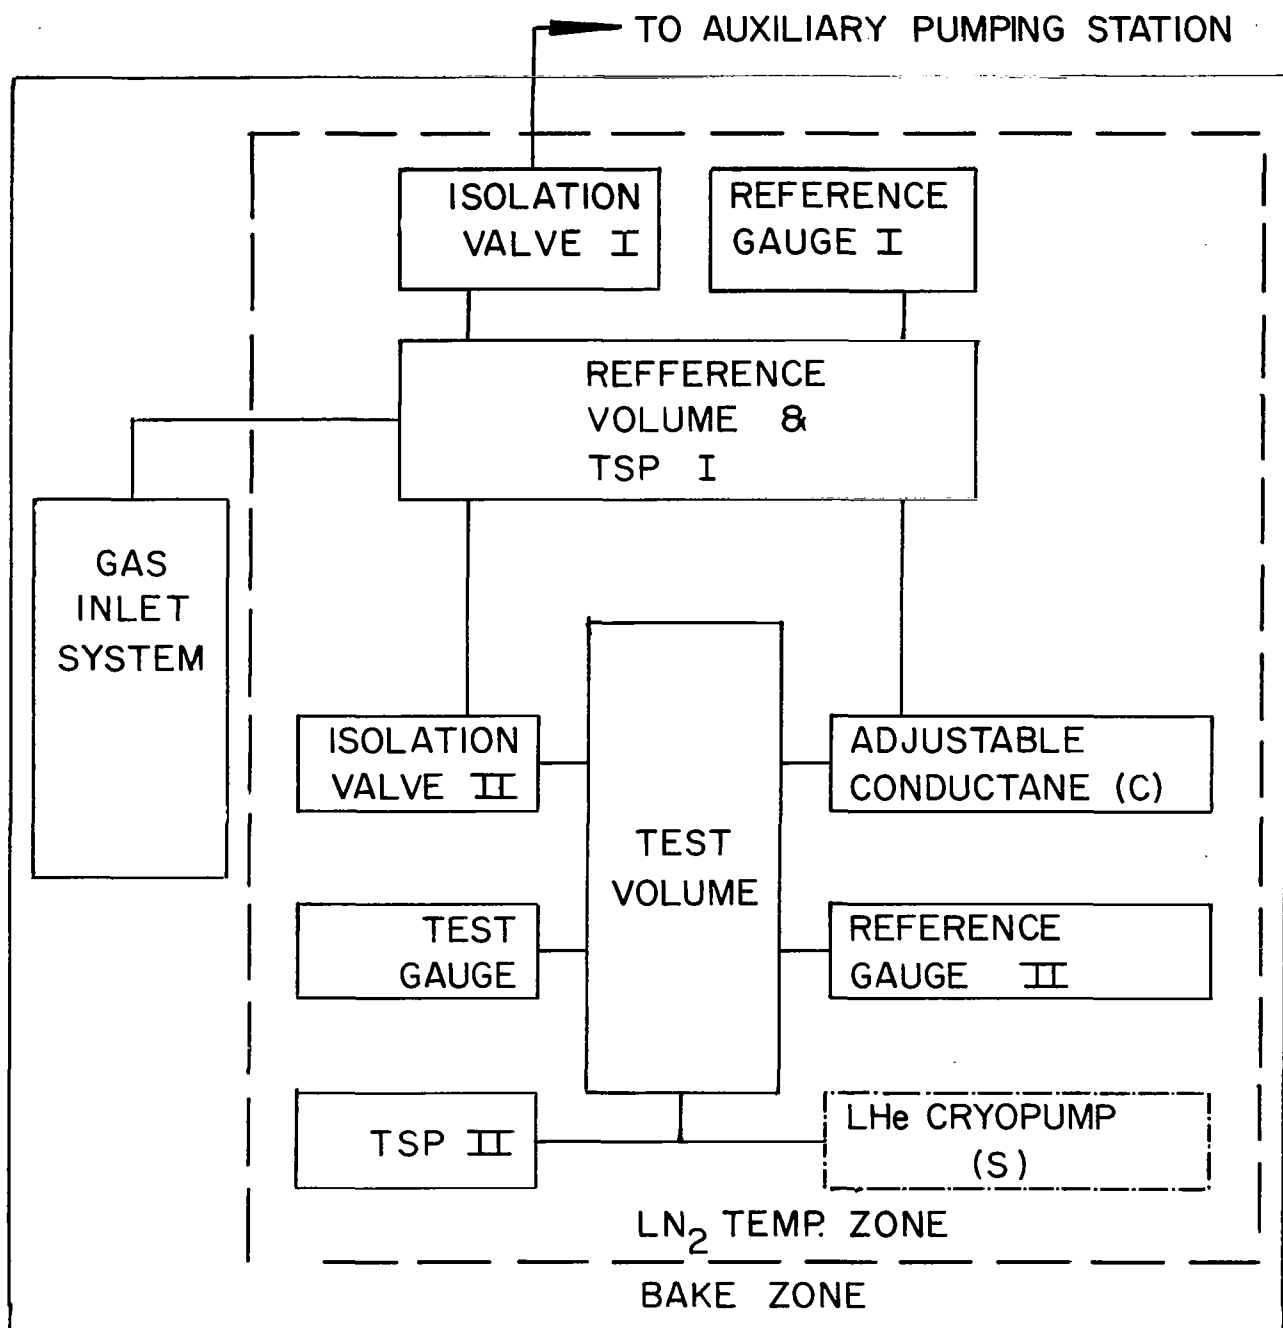 TO AUXILIARY PUMPING STATION
ISOLATION
VALVE I
REFERENCE
GAUGE I
REFFERENCE
VOLUME &
TSP I
GAS
INLET
SYSTEM
ISOLATION
VALVE II
ADJUSTABLE
CONDUCTANE (C)
TEST
VOLUME
TEST
GAUGE
REFERENCE
GAUGE II
TSP II
LHe CRYOPUMP
(S)
LN2 TEMP. ZONE
BAKE ZONE